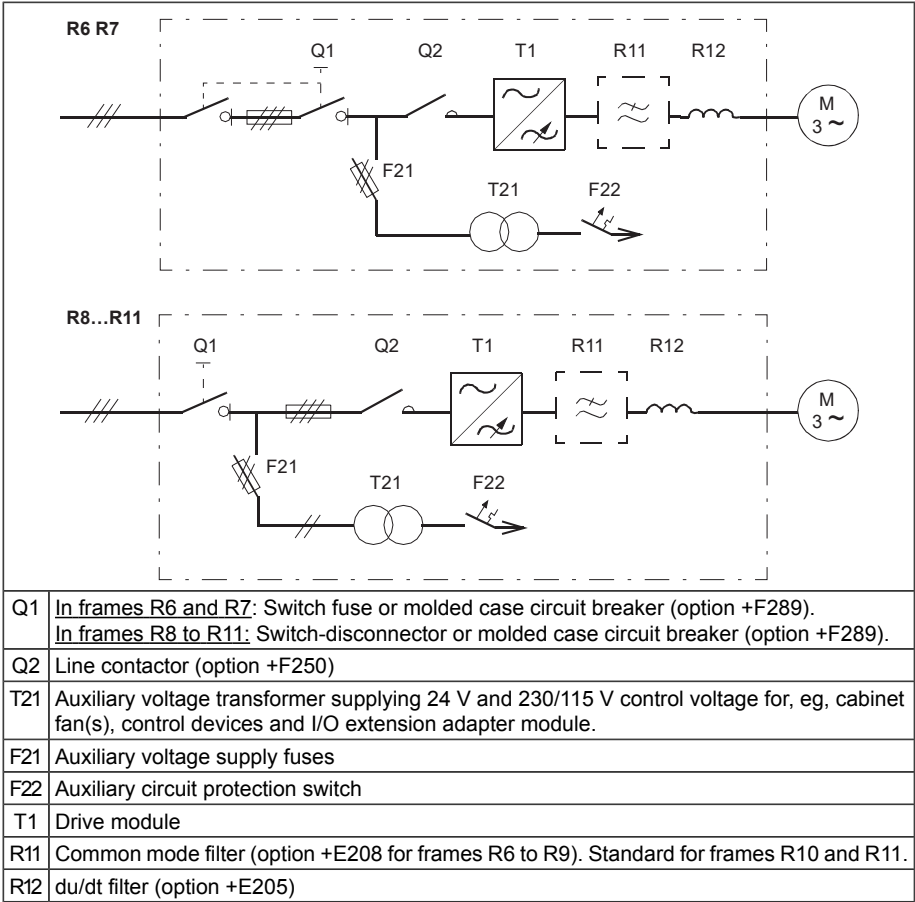 R6 R7
Q1 Q2 T1 R11 R12
M
3 ~
F21
T21 F22
R8…R11
Q1 Q2 T1 R11 R12
M
3 ~
F21
T21 F22
Q1 In frames R6 and R7: Switch fuse or molded case circuit breaker (option +F289).
In frames R8 to R11: Switch-disconnector or molded case circuit breaker (option +F289).
Q2 Line contactor (option +F250)
T21 Auxiliary voltage transformer supplying 24 V and 230/115 V control voltage for, eg, cabinet
fan(s), control devices and I/O extension adapter module.
F21 Auxiliary voltage supply fuses
F22 Auxiliary circuit protection switch
T1 Drive module
R11 Common mode filter (option +E208 for frames R6 to R9). Standard for frames R10 and R11.
R12 du/dt filter (option +E205)